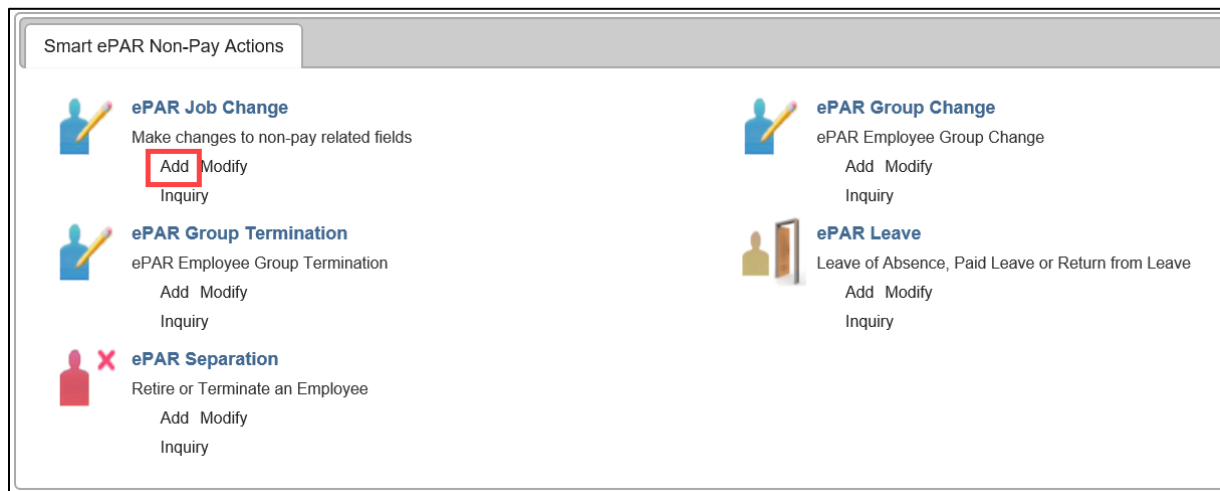 Smart ePAR Non-Pay Actions
ePAR Job Change
Make changes to non-pay related fields
Add Modify
Inquiry
ePAR Group Change
ePAR Employee Group Change
Add Modify
Inquiry
ePAR Group Termination
ePAR Employee Group Termination
Add Modify
Inquiry
ePAR Leave
Leave of Absence, Paid Leave or Return from Leave
Add Modify
Inquiry
ePAR Separation
Retire or Terminate an Employee
Add Modify
Inquiry